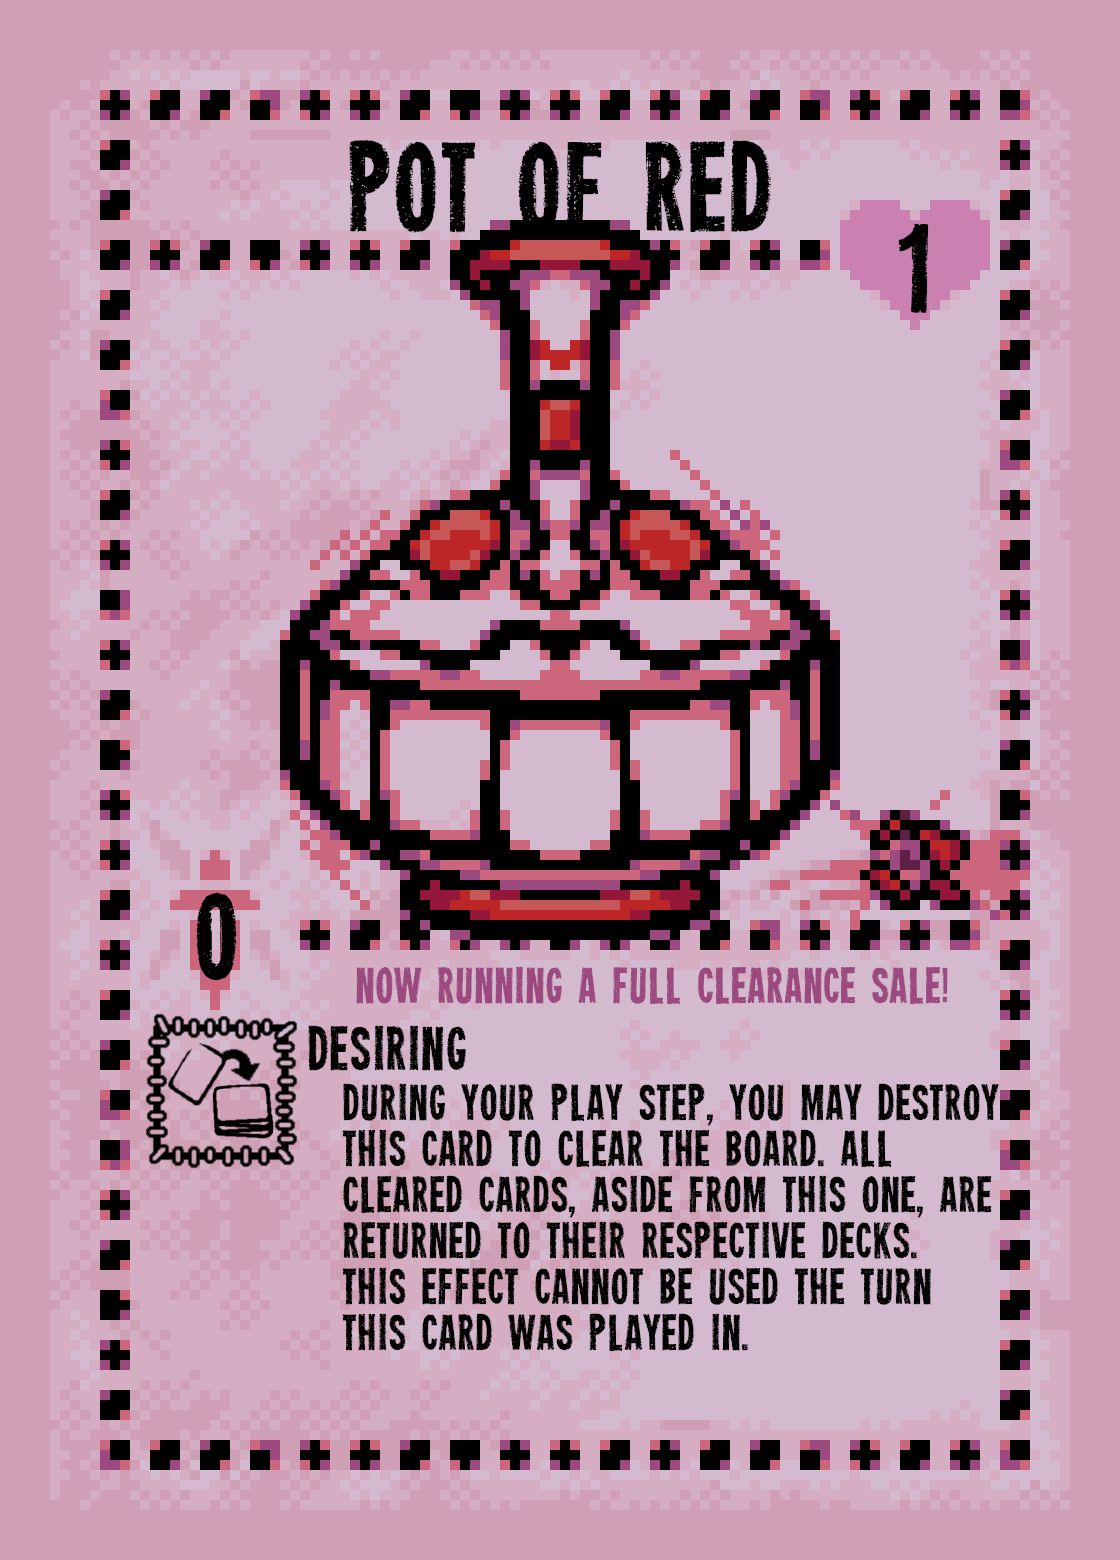 POT OF RED
1
0
NOW RUNNING A FULL CLEARANCE SALE!
DESIRING
DURING YOUR PLAY STEP, YOU MAY DESTROY
THIS CARD TO CLEAR THE BOARD. ALL
CLEARED CARDS, ASIDE FROM THIS ONE, ARE
RETURNED TO THEIR RESPECTIVE DECKS.
THIS EFFECT CANNOT BE USED THE TURN
THIS CARD WAS PLAYED IN.